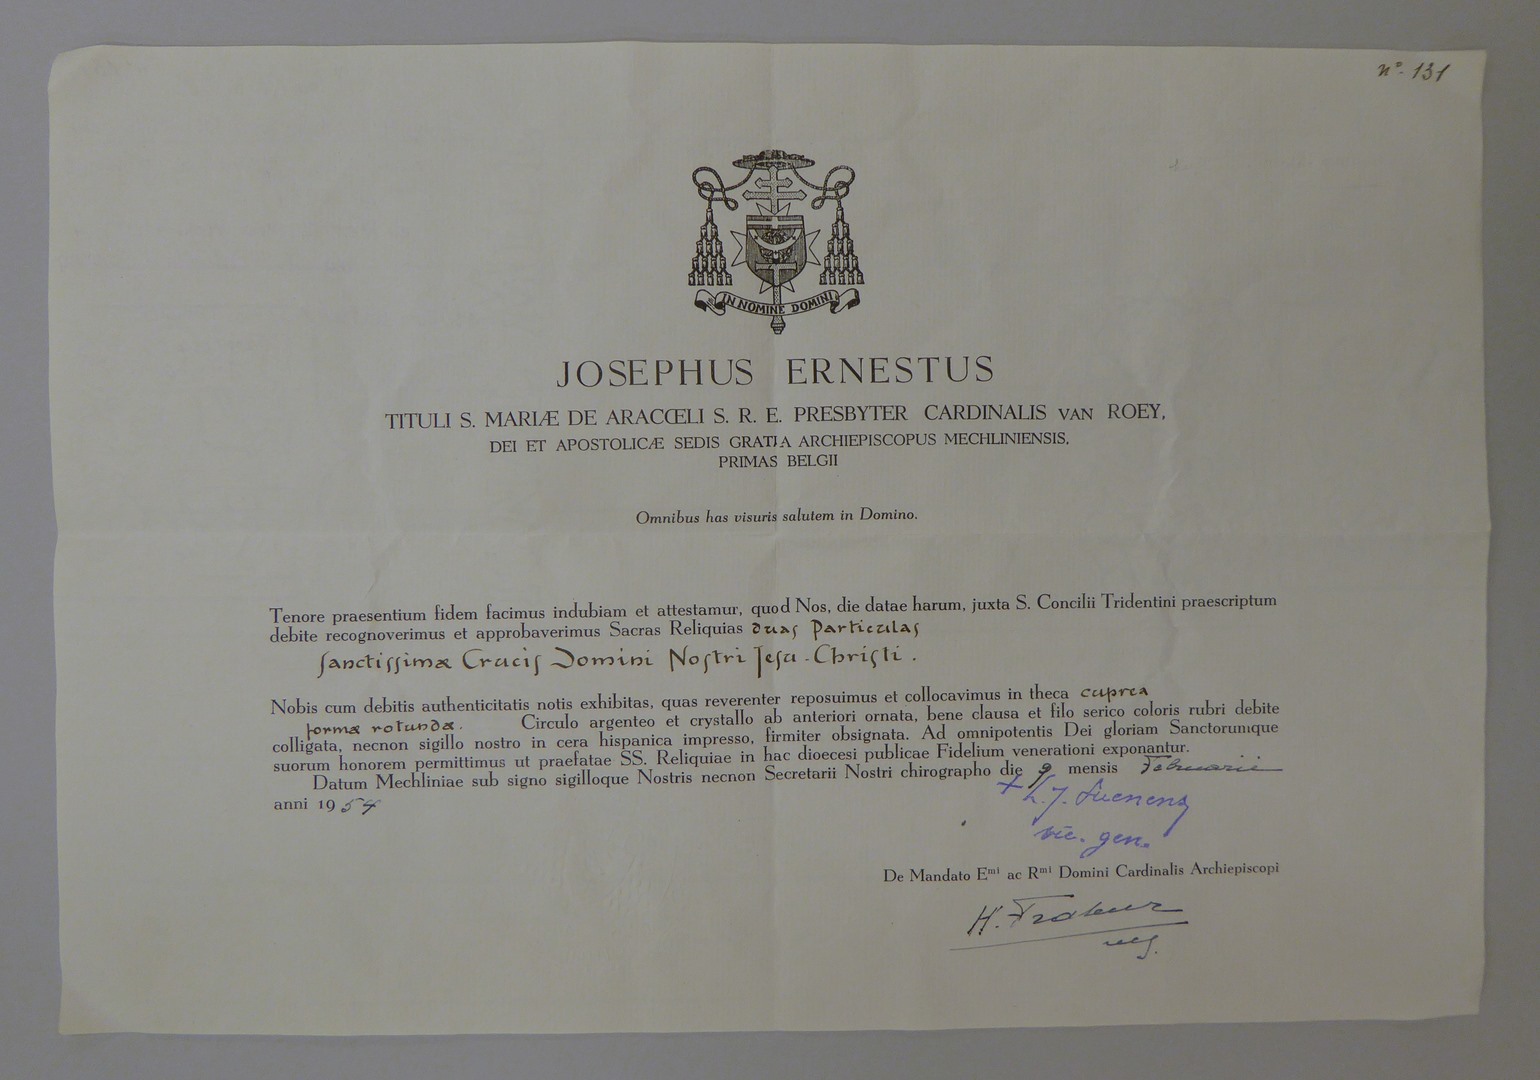 nº. 131
IN NOMINE DOMINI
JOSEPHUS ERNESTUS
TITULI S. MARIÆ DE ARACŒLI S. R. E. PRESBYTER CARDINALIS VAN ROEY,
DEI ET APOSTOLICÆ SEDIS GRATIA ARCHIEPISCOPUS MECHLINIENSIS,
PRIMAS BELGII
Omnibus has visuris salutem in Domino.
Tenore praesentium fidem facimus indubiam et attestamur, quod Nos, die datae harum, juxta S. Concilii Tridentini praescriptum
debite recognoverimus et approbaverimus Sacras Reliquias duas Particulas
Sanctissimæ Crucis Domini Nostri Jesu-Christi.
Nobis cum debitis authenticitatis notis exhibitas, quas reverenter reposuimus et collocavimus in theca cuprea
formæ rotundæ. Circulo argenteo et crystallo ab anteriori ornata, bene clausa et filo serico coloris rubri debite
colligata, necnon sigillo nostro in cera hispanica impresso, firmiter obsignata. Ad omnipotentis Dei gloriam Sanctorumque
suorum honorem permittimus ut praefatae SS. Reliquiae in hac dioecesi publicae Fidelium venerationi exponantur.
Datum Mechliniae sub signo sigilloque Nostris necnon Secretarii Nostri chirographo die 9 mensis Februarii
anni 1954
+ L. J. Suenens
vic. gen.
De Mandato Emi ac Rmi Domini Cardinalis Archiepiscopi
H.